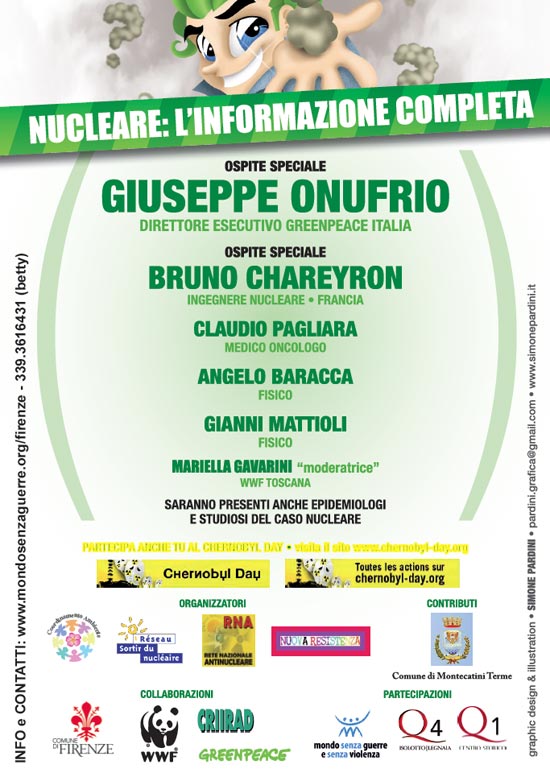 NUCLEARE: L'INFORMAZIONE COMPLETA
OSPITE SPECIALE
GIUSEPPE ONUFRIO
DIRETTORE ESECUTIVO GREENPEACE ITALIA
OSPITE SPECIALE
BRUNO CHAREYRON
INGEGNERE NUCLEARE • FRANCIA
CLAUDIO PAGLIARA
MEDICO ONCOLOGO
ANGELO BARACCA
FISICO
GIANNI MATTIOLI
FISICO
MARIELLA GAVARINI "moderatrice"
WWF TOSCANA
SARANNO PRESENTI ANCHE EPIDEMIOLOGI
E STUDIOSI DEL CASO NUCLEARE
PARTECIPA ANCHE TU AL CHERNOBYL DAY • visita il sito www.chernobyl-day.org
Chernobyl Day
Toutes les actions sur
chernobyl-day.org
ORGANIZZATORI
Coordinamento Ambiente
Réseau
Sortir du
nucléaire
RNA
RETE NAZIONALE
ANTINUCLEARE
NUOVA RESISTENZA
CONTRIBUTI
Comune di Montecatini Terme
COLLABORAZIONI
COMUNE
DI FIRENZE
WWF
CRIIRAD
GREENPEACE
PARTECIPAZIONI
mondo senza guerre
e senza violenza
Q4
ISOLOTTO|LEGNAIA
Q1
CENTRO STORICO
INFO e CONTATTI: www.mondosenzaguerre.org/firenze - 339.3616431 (betty)
graphic design & illustration • SIMONE PARDINI • pardini.grafica@gmail.com • www.simonepardini.it